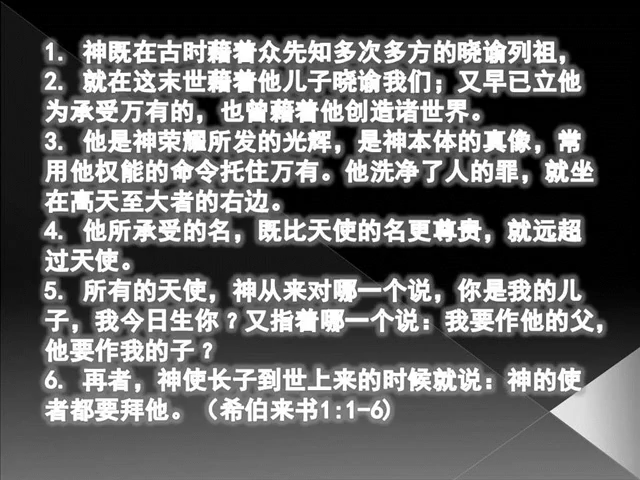 1. 神既在古时藉着众先知多次多方的晓谕列祖，
2. 就在这末世藉着他儿子晓谕我们；又早已立他
为承受万有的，也曾藉着他创造诸世界。
3. 他是神荣耀所发的光辉，是神本体的真像，常
用他权能的命令托住万有。他洗净了人的罪，就坐
在高天至大者的右边。
4. 他所承受的名，既比天使的名更尊贵，就远超
过天使。
5. 所有的天使，神从来对哪一个说，你是我的儿
子，我今日生你？又指着哪一个说：我要作他的父，
他要作我的子？
6. 再者，神使长子到世上来的时候就说：神的使
者都要拜他。（希伯来书1:1-6)